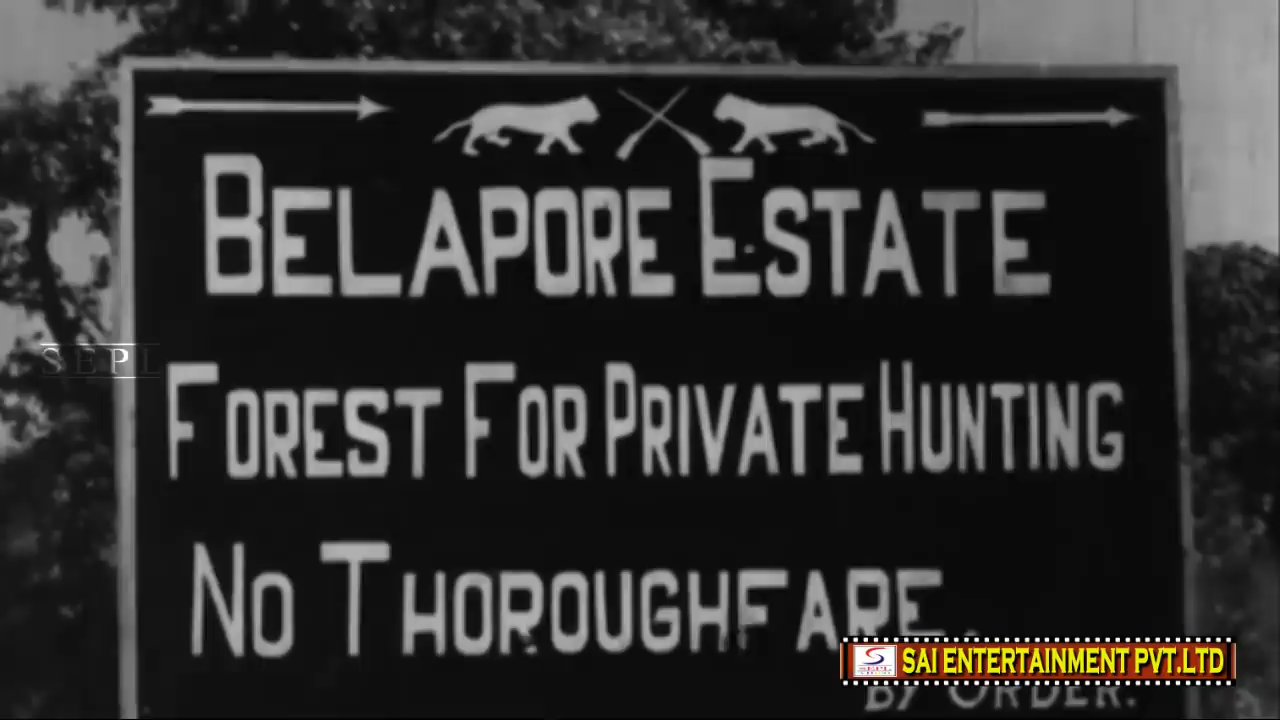 BELAPORE ESTATE
FOREST FOR PRIVATE HUNTING
NO THOROUGHFARE.
BY ORDER.
SEPL
SAI ENTERTAINMENT PVT.LTD